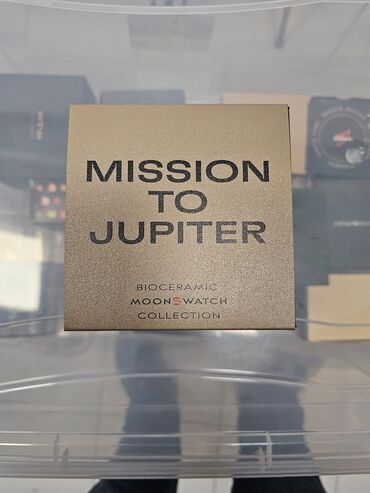 MISSION
TO
JUPITER
BIOCERAMIC
MOONSWATCH
COLLECTION